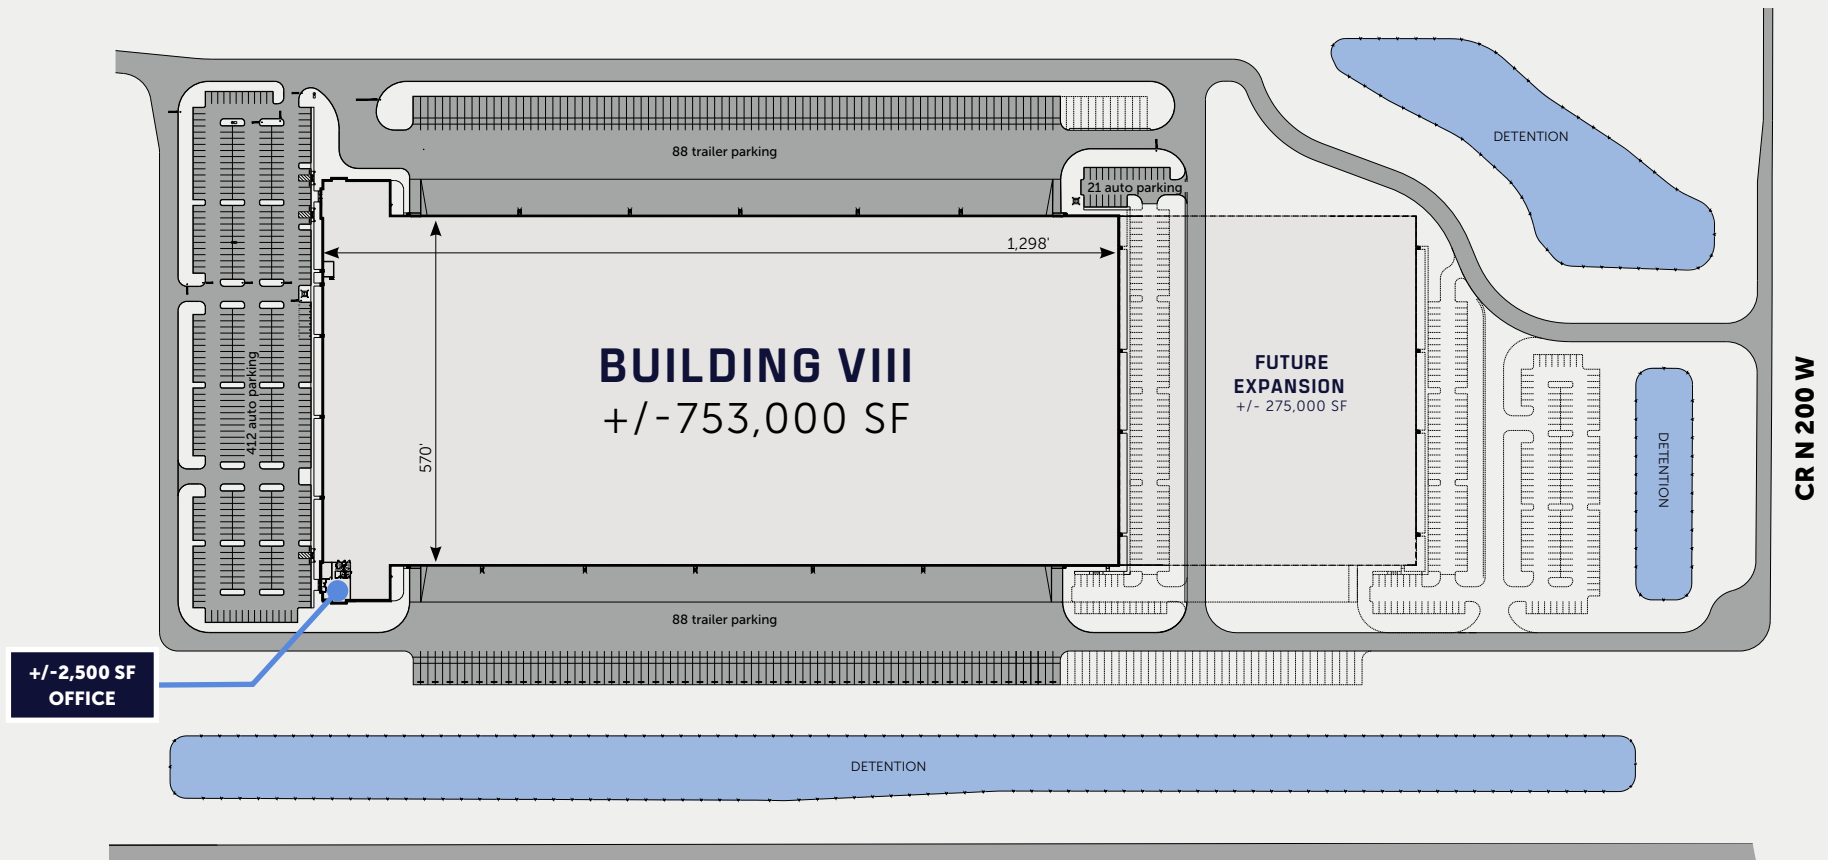 DETENTION
88 trailer parking
21 auto parking
1,298'
BUILDING VIII
+/-753,000 SF
570'
412 auto parking
FUTURE
EXPANSION
+/- 275,000 SF
DETENTION
CR N 200 W
88 trailer parking
+/-2,500 SF
OFFICE
DETENTION